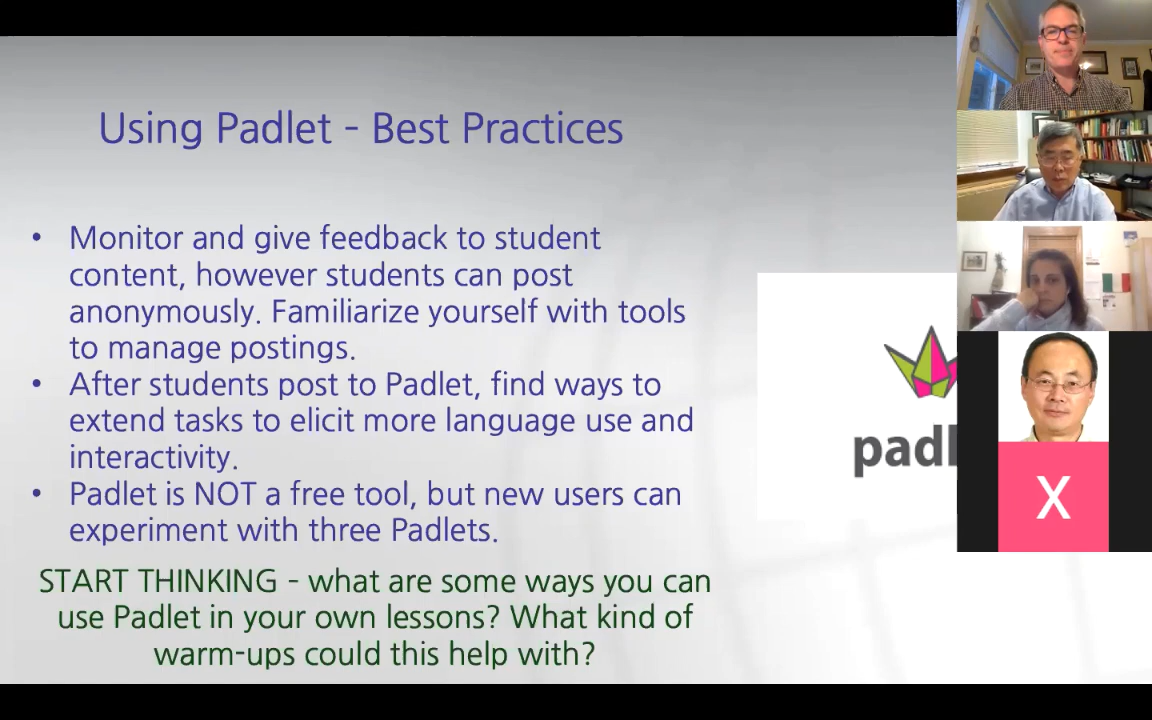 Using Padlet - Best Practices
• Monitor and give feedback to student
content, however students can post
anonymously. Familiarize yourself with tools
to manage postings.
• After students post to Padlet, find ways to
extend tasks to elicit more language use and
interactivity.
• Padlet is NOT a free tool, but new users can
experiment with three Padlets.
START THINKING - what are some ways you can
use Padlet in your own lessons? What kind of
warm-ups could this help with?
padl
X